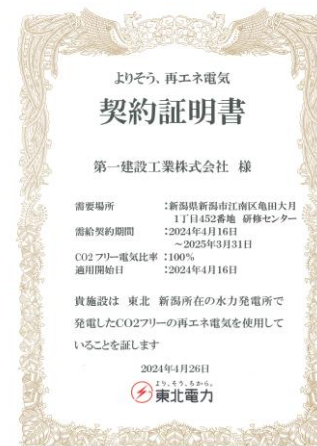 よりそう、再エネ電気
契約証明書
第一建設工業株式会社 様
需要場所 :新潟県新潟市江南区亀田大月
1丁目452番地 研修センター
需給契約期間 :2024年4月16日
～2025年3月31日
CO2フリー電気比率 :100%
適用開始日 :2024年4月16日
貴施設は 東北 新潟所在の水力発電所で
発電したCO2フリーの再エネ電気を使用して
いることを証します
2024年4月26日
より、そう、ちから。
東北電力